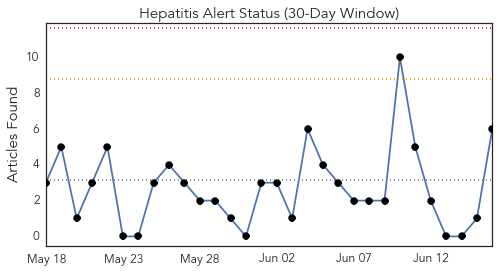 Hepatitis Alert Status (30-Day Window)
Articles Found
10
8
6
4
2
0
May 18 May 23 May 28 Jun 02 Jun 07 Jun 12